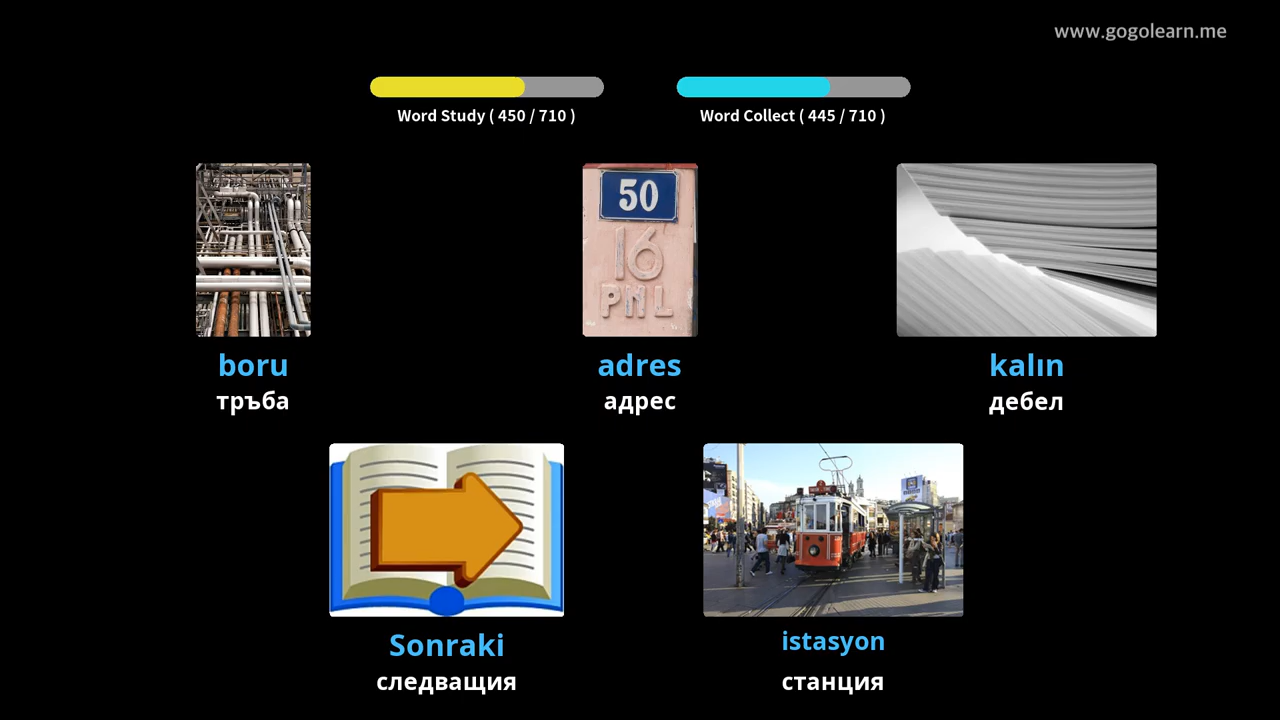 www.gogolearn.me
Word Study ( 450 / 710 )
Word Collect ( 445 / 710 )
50
16
PHL
boru
adres
kalın
тръба
адрес
дебел
Sonraki
istasyon
следващия
станция